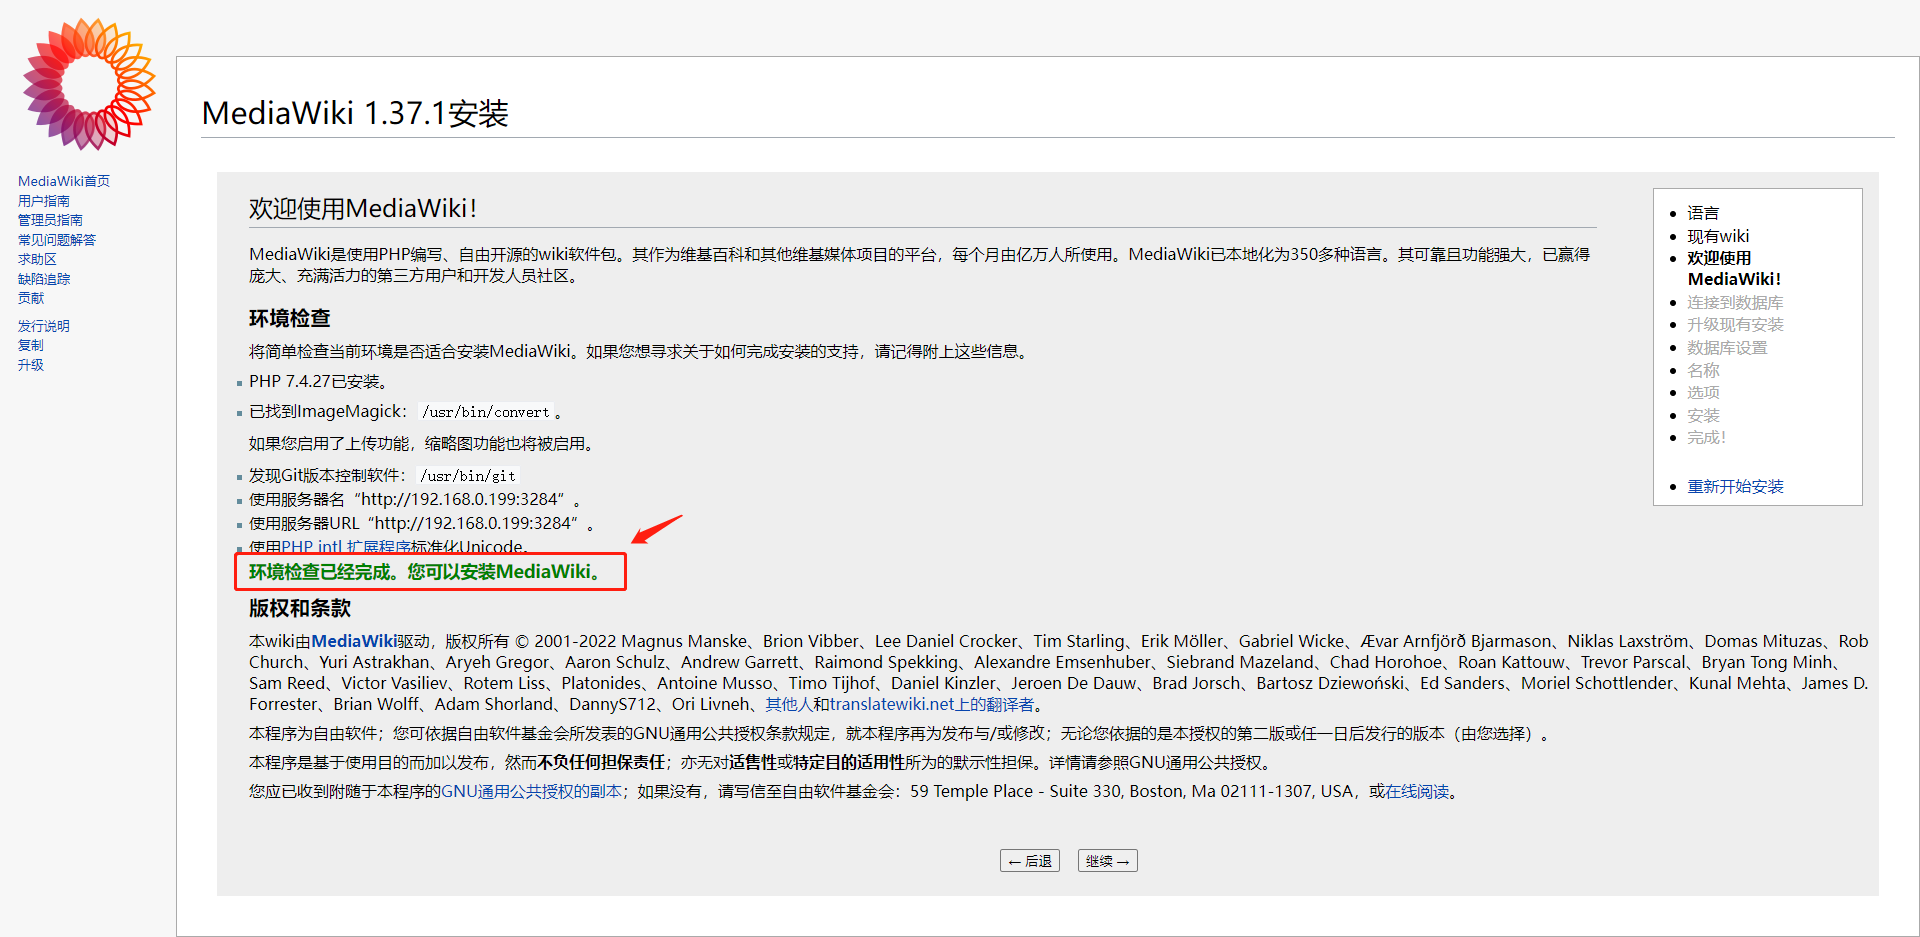 MediaWiki首页
用户指南
管理员指南
常见问题解答
求助区
缺陷追踪
贡献
发行说明
复制
升级
MediaWiki 1.37.1安装
欢迎使用MediaWiki！
MediaWiki是使用PHP编写、自由开源的wiki软件包。其作为维基百科和其他维基媒体项目的平台，每个月由亿万人所使用。MediaWiki已本地化为350多种语言。其可靠且功能强大，已赢得
庞大、充满活力的第三方用户和开发人员社区。
环境检查
将简单检查当前环境是否适合安装MediaWiki。如果您想寻求关于如何完成安装的支持，请记得附上这些信息。
PHP 7.4.27已安装。
已找到ImageMagick： /usr/bin/convert 。
如果您启用了上传功能，缩略图功能也将被启用。
发现Git版本控制软件： /usr/bin/git
使用服务器名“http://192.168.0.199:3284”。
使用服务器URL“http://192.168.0.199:3284”。
使用PHP intl 扩展程序标准化Unicode。
环境检查已经完成。您可以安装MediaWiki。
版权和条款
本wiki由MediaWiki驱动，版权所有 © 2001-2022 Magnus Manske、Brion Vibber、Lee Daniel Crocker、Tim Starling、Erik Möller、Gabriel Wicke、Ævar Arnfjörð Bjarmason、Niklas Laxström、Domas Mituzas、Rob
Church、Yuri Astrakhan、Aryeh Gregor、Aaron Schulz、Andrew Garrett、Raimond Spekking、Alexandre Emsenhuber、Siebrand Mazeland、Chad Horohoe、Roan Kattouw、Trevor Parscal、Bryan Tong Minh、
Sam Reed、Victor Vasiliev、Rotem Liss、Platonides、Antoine Musso、Timo Tijhof、Daniel Kinzler、Jeroen De Dauw、Brad Jorsch、Bartosz Dziewoński、Ed Sanders、Moriel Schottlender、Kunal Mehta、James D.
Forrester、Brian Wolff、Adam Shorland、DannyS712、Ori Livneh、其他人和translatewiki.net上的翻译者。
本程序为自由软件；您可依据自由软件基金会所发表的GNU通用公共授权条款规定，就本程序再为发布与/或修改；无论您依据的是本授权的第二版或任一日后发行的版本（由您选择）。
本程序是基于使用目的而加以发布，然而不负任何担保责任；亦无对适售性或特定目的适用性所为的默示性担保。详情请参照GNU通用公共授权。
您应已收到附随于本程序的GNU通用公共授权的副本；如果没有，请写信至自由软件基金会：59 Temple Place - Suite 330, Boston, Ma 02111-1307, USA，或在线阅读。
← 后退
继续 →
语言
现有wiki
欢迎使用
MediaWiki！
连接到数据库
升级现有安装
数据库设置
名称
选项
安装
完成！
重新开始安装